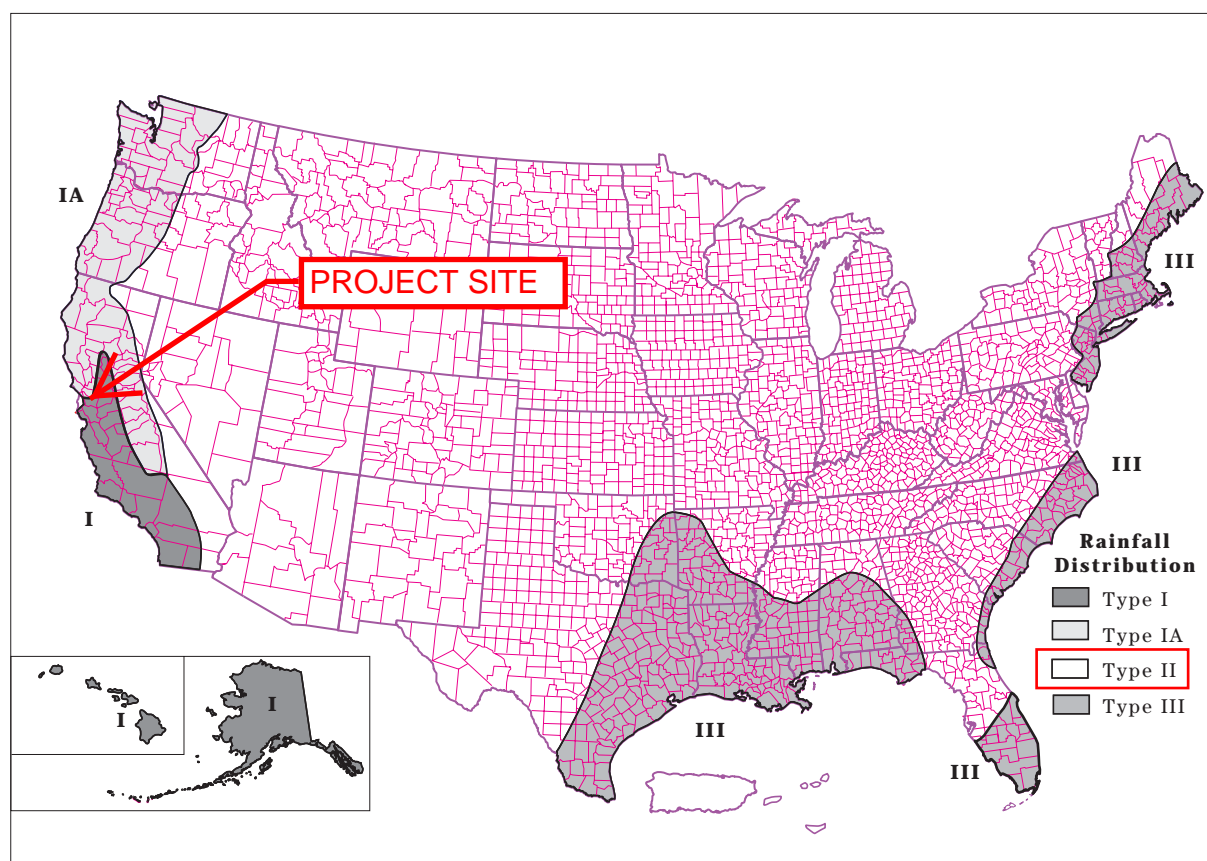 IA
III
PROJECT SITE
I
III
Rainfall
Distribution
Type I
Type IA
Type II
Type III
I
I
III
III